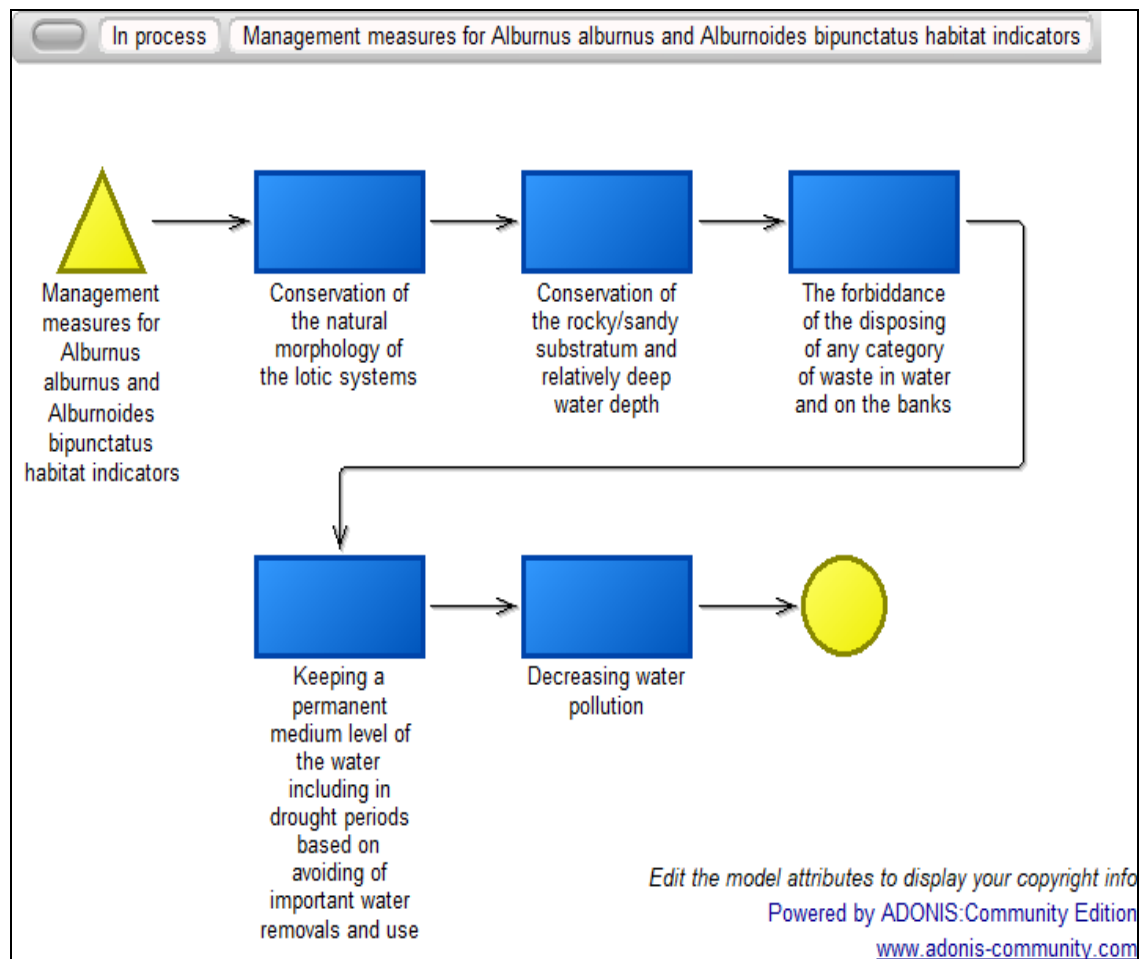 In process
Management measures for Alburnus alburnus and Alburnoides bipunctatus habitat indicators
Management
measures for
Alburnus
alburnus and
Alburnoides
bipunctatus
habitat indicators
Conservation of
the natural
morphology of
the lotic systems
Conservation of
the rocky/sandy
substratum and
relatively deep
water depth
The forbiddance
of the disposing
of any category
of waste in water
and on the banks
Keeping a
permanent
medium level of
the water
including in
drought periods
based on
avoiding of
important water
removals and use
Decreasing water
pollution
Edit the model attributes to display your copyright info
Powered by ADONIS:Community Edition
www.adonis-community.com